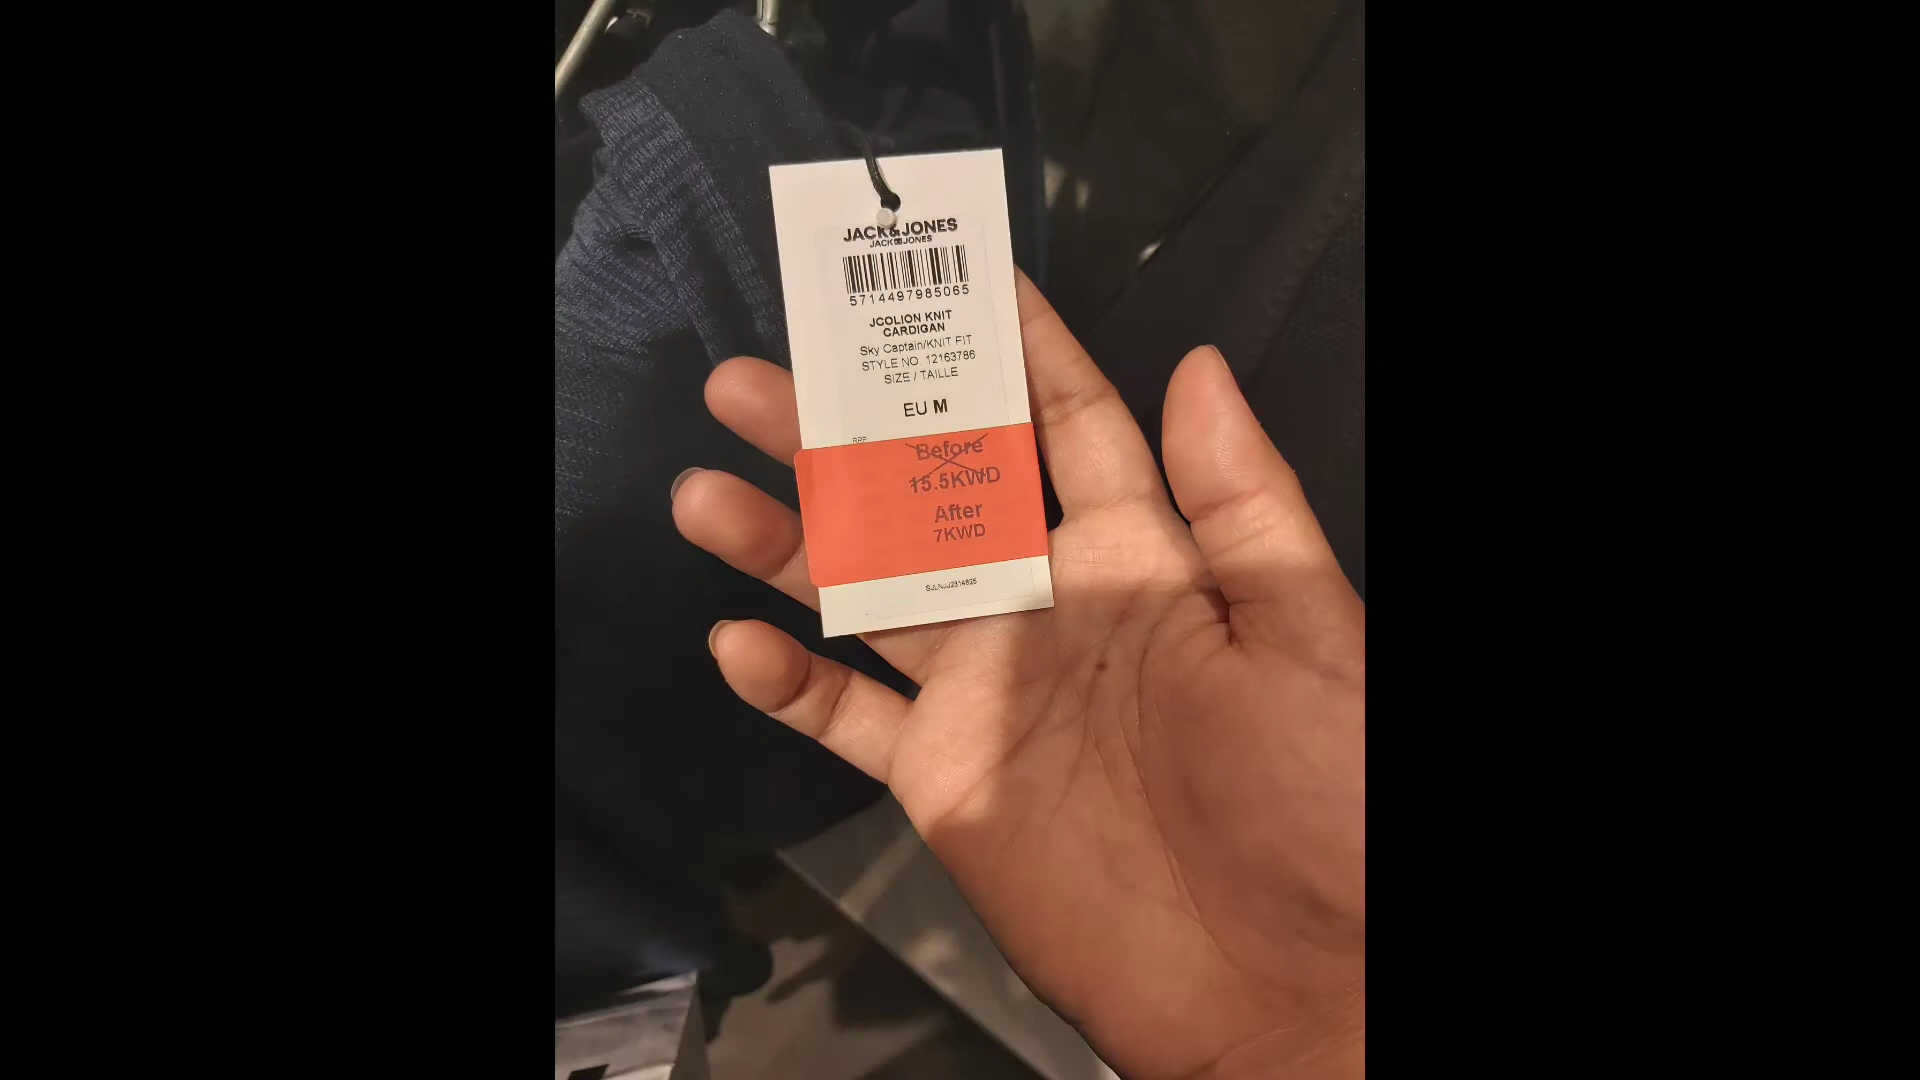 JACK&JONES
JACK&JONES
5714497985065
JCOLION KNIT
CARDIGAN
Sky Captain/KNIT FIT
STYLE NO. 12163786
SIZE / TAILLE
EU M
RRP
Before
15.5KWD
After
7KWD